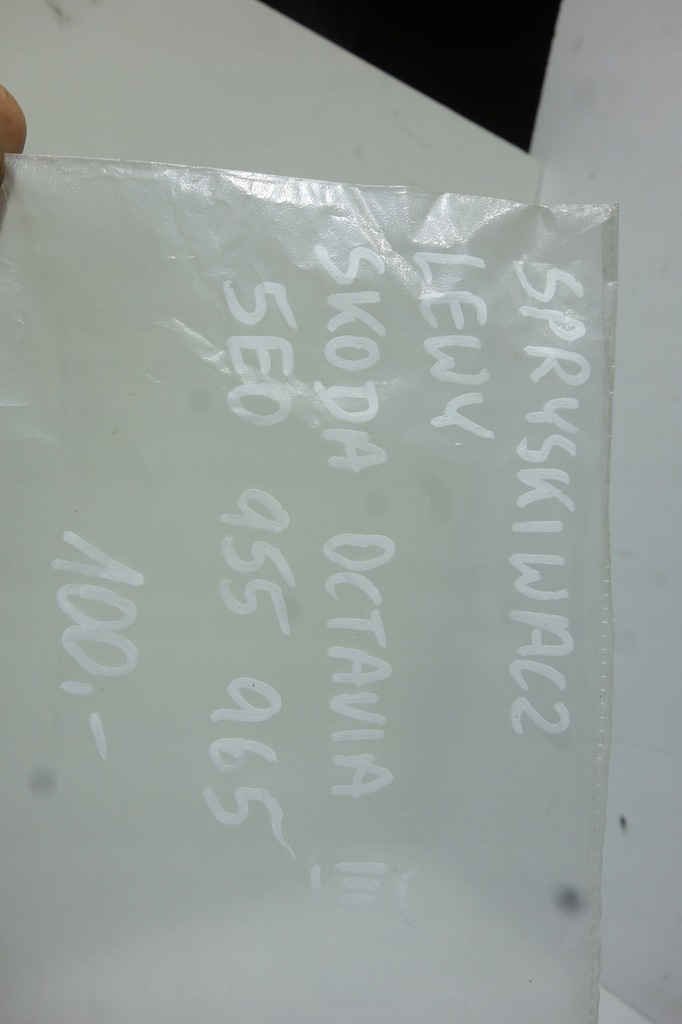 SPRYSKIWACZ
LEWY
SKODA OCTAVIA III
5E0 955 965
100,-